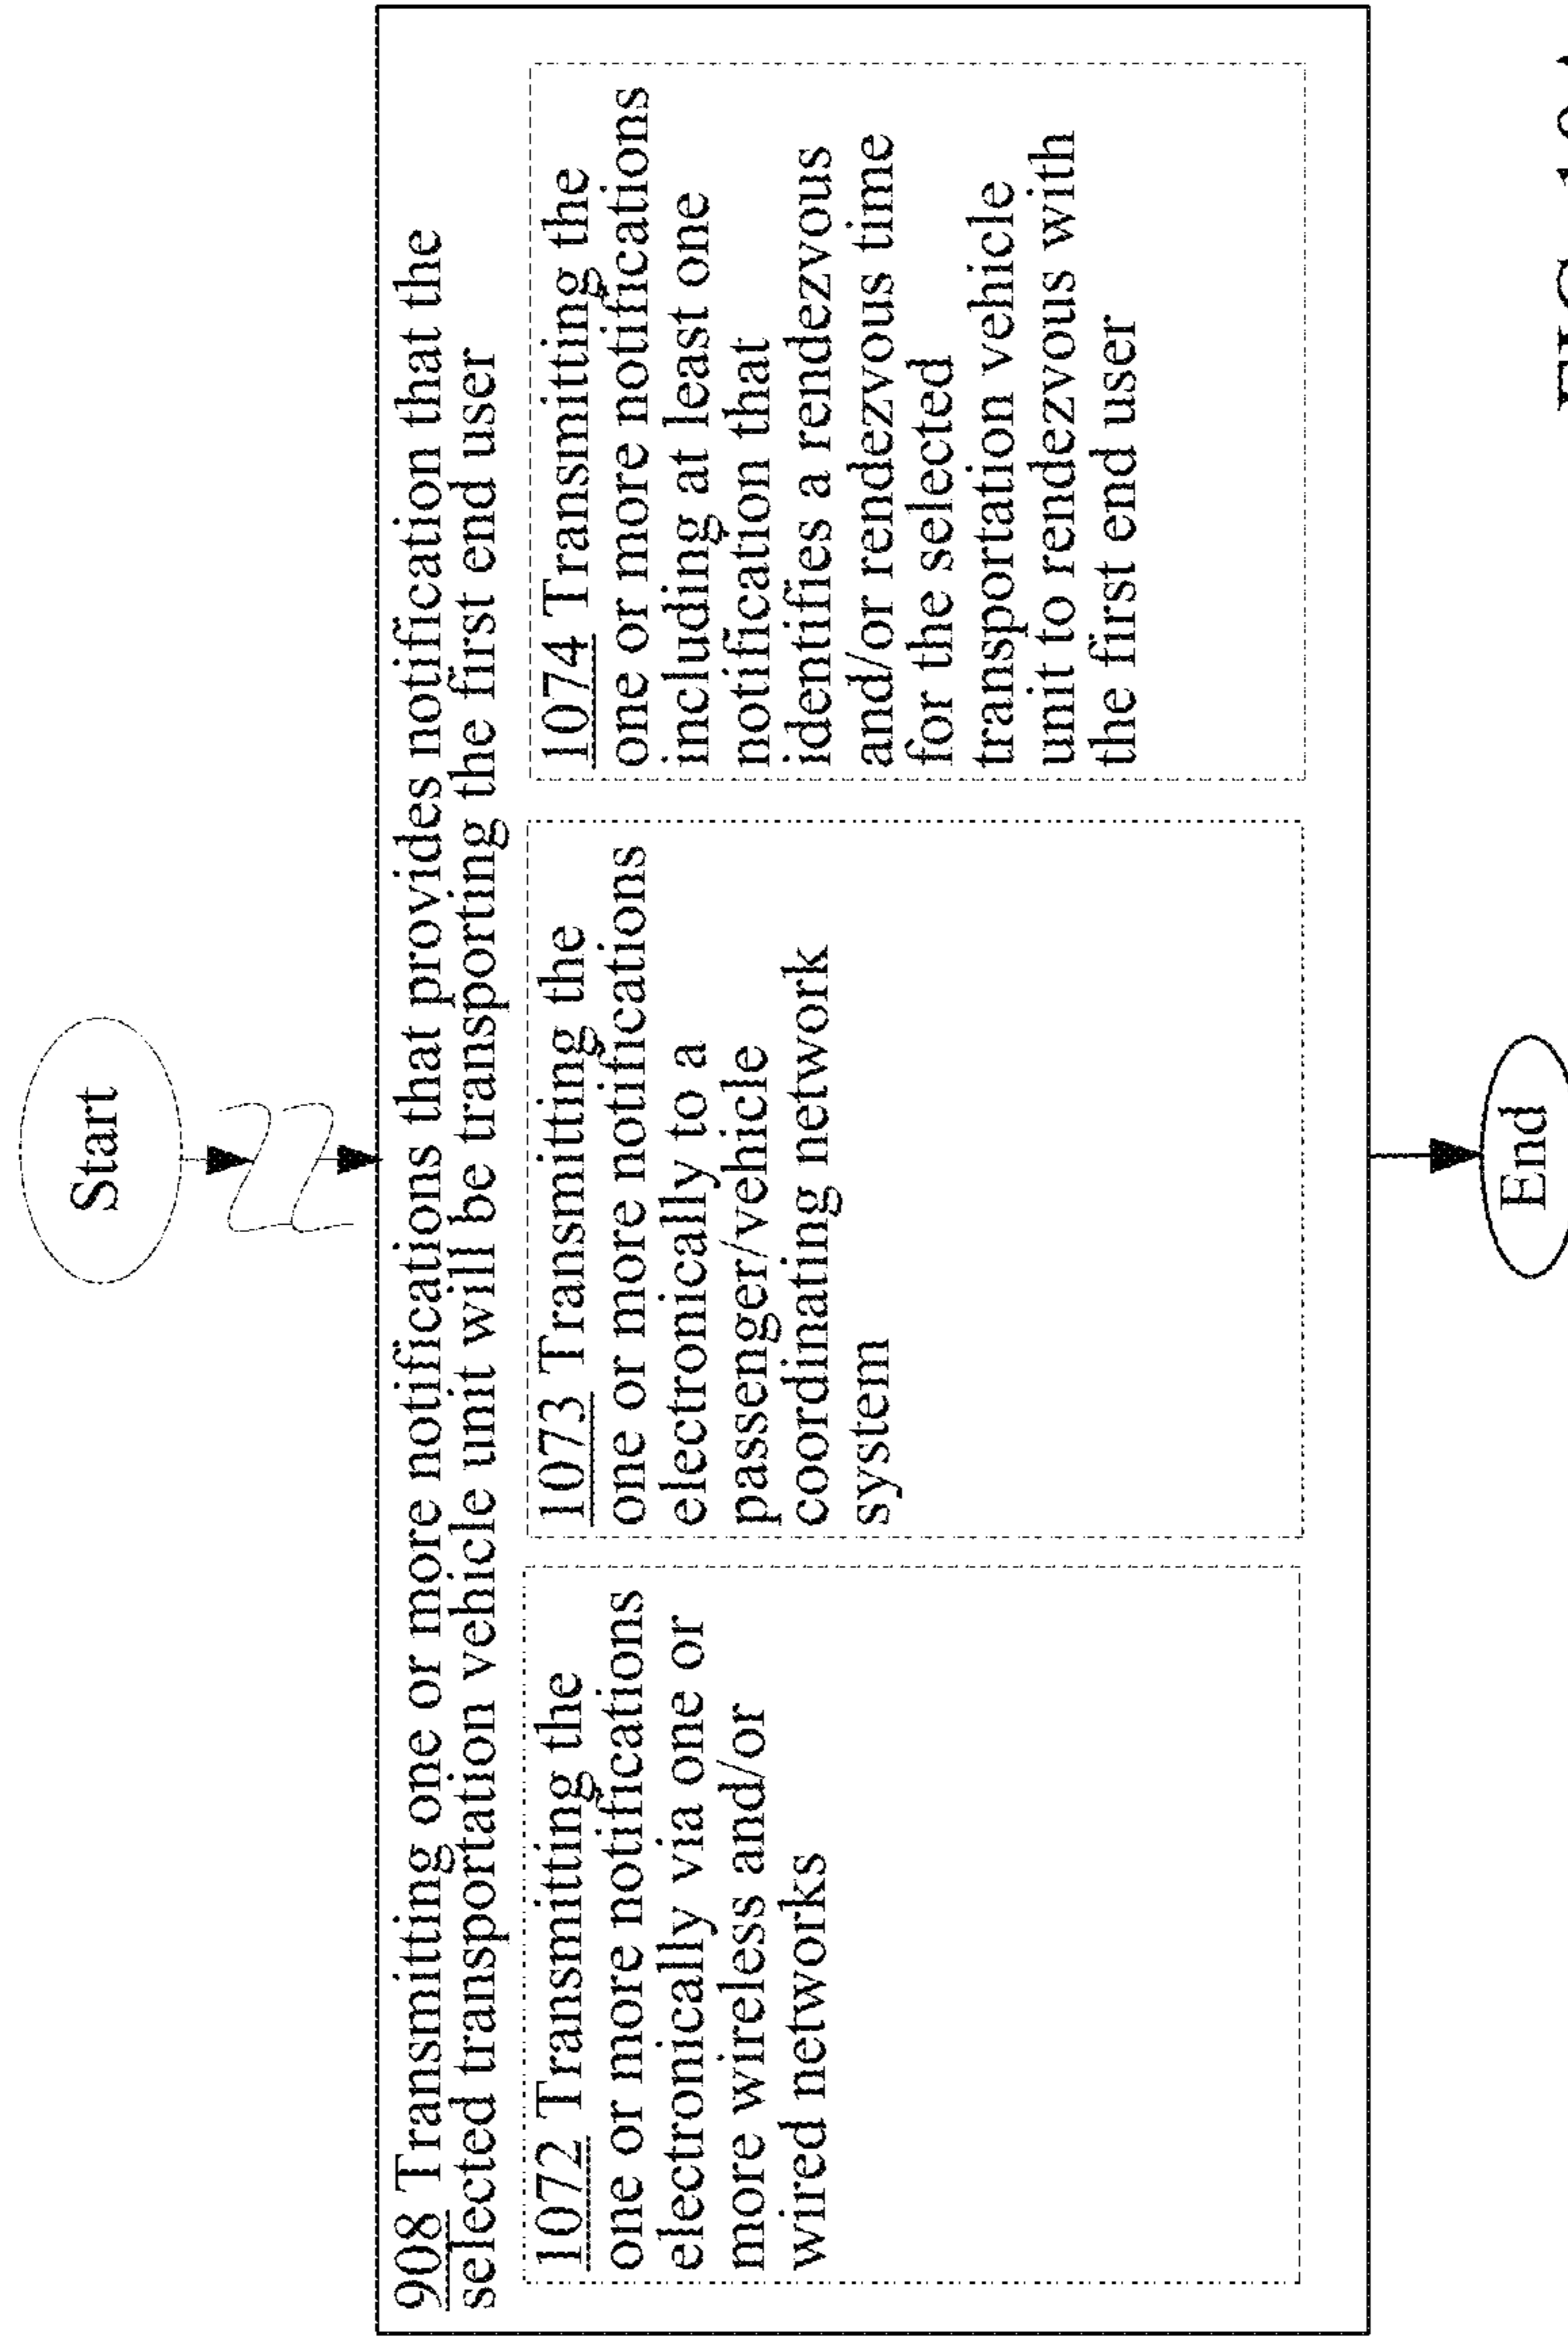 Start
908 Transmitting one or more notifications that provides notification that the
selected transportation vehicle unit will be transporting the first end user
1072 Transmitting the
one or more notifications
electronically via one or
more wireless and/or
wired networks
1073 Transmitting the
one or more notifications
electronically to a
passenger/vehicle
coordinating network
system
1074 Transmitting the
one or more notifications
including at least one
notification that
identifies a rendezvous
and/or rendezvous time
for the selected
transportation vehicle
unit to rendezvous with
the first end user
End